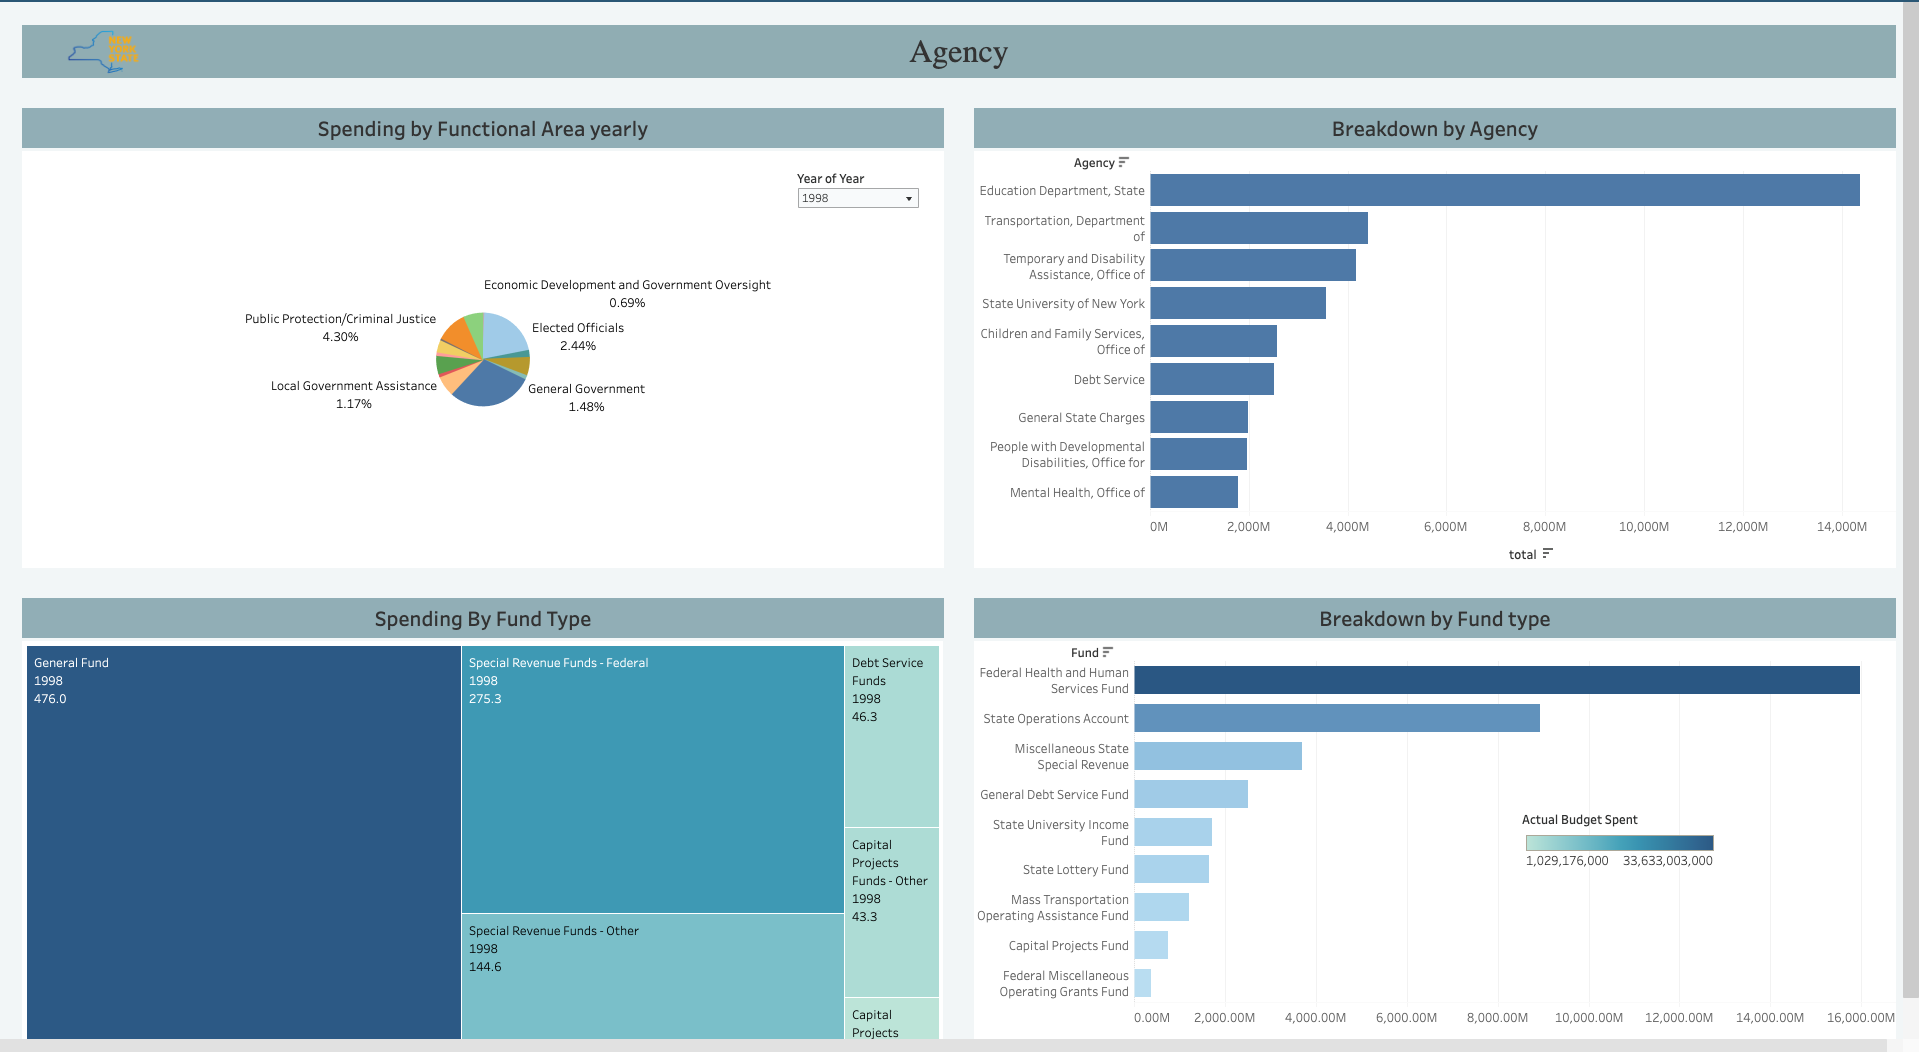 NEW
YORK
STATE
Agency
Spending by Functional Area yearly
Year of Year
1998
Economic Development and Government Oversight
0.69%
Public Protection/Criminal Justice
4.30%
Elected Officials
2.44%
Local Government Assistance
1.17%
General Government
1.48%
Breakdown by Agency
Agency
Education Department, State
Transportation, Department
of
Temporary and Disability
Assistance, Office of
State University of New York
Children and Family Services,
Office of
Debt Service
General State Charges
People with Developmental
Disabilities, Office for
Mental Health, Office of
0M 2,000M 4,000M 6,000M 8,000M 10,000M 12,000M 14,000M
total
Spending By Fund Type
General Fund
1998
476.0
Special Revenue Funds - Federal
1998
275.3
Special Revenue Funds - Other
1998
144.6
Debt Service
Funds
1998
46.3
Capital
Projects
Funds - Other
1998
43.3
Capital
Projects
Breakdown by Fund type
Fund
Federal Health and Human
Services Fund
State Operations Account
Miscellaneous State
Special Revenue
General Debt Service Fund
State University Income
Fund
State Lottery Fund
Mass Transportation
Operating Assistance Fund
Capital Projects Fund
Federal Miscellaneous
Operating Grants Fund
Actual Budget Spent
1,029,176,000 33,633,003,000
0.00M 2,000.00M 4,000.00M 6,000.00M 8,000.00M 10,000.00M 12,000.00M 14,000.00M 16,000.00M